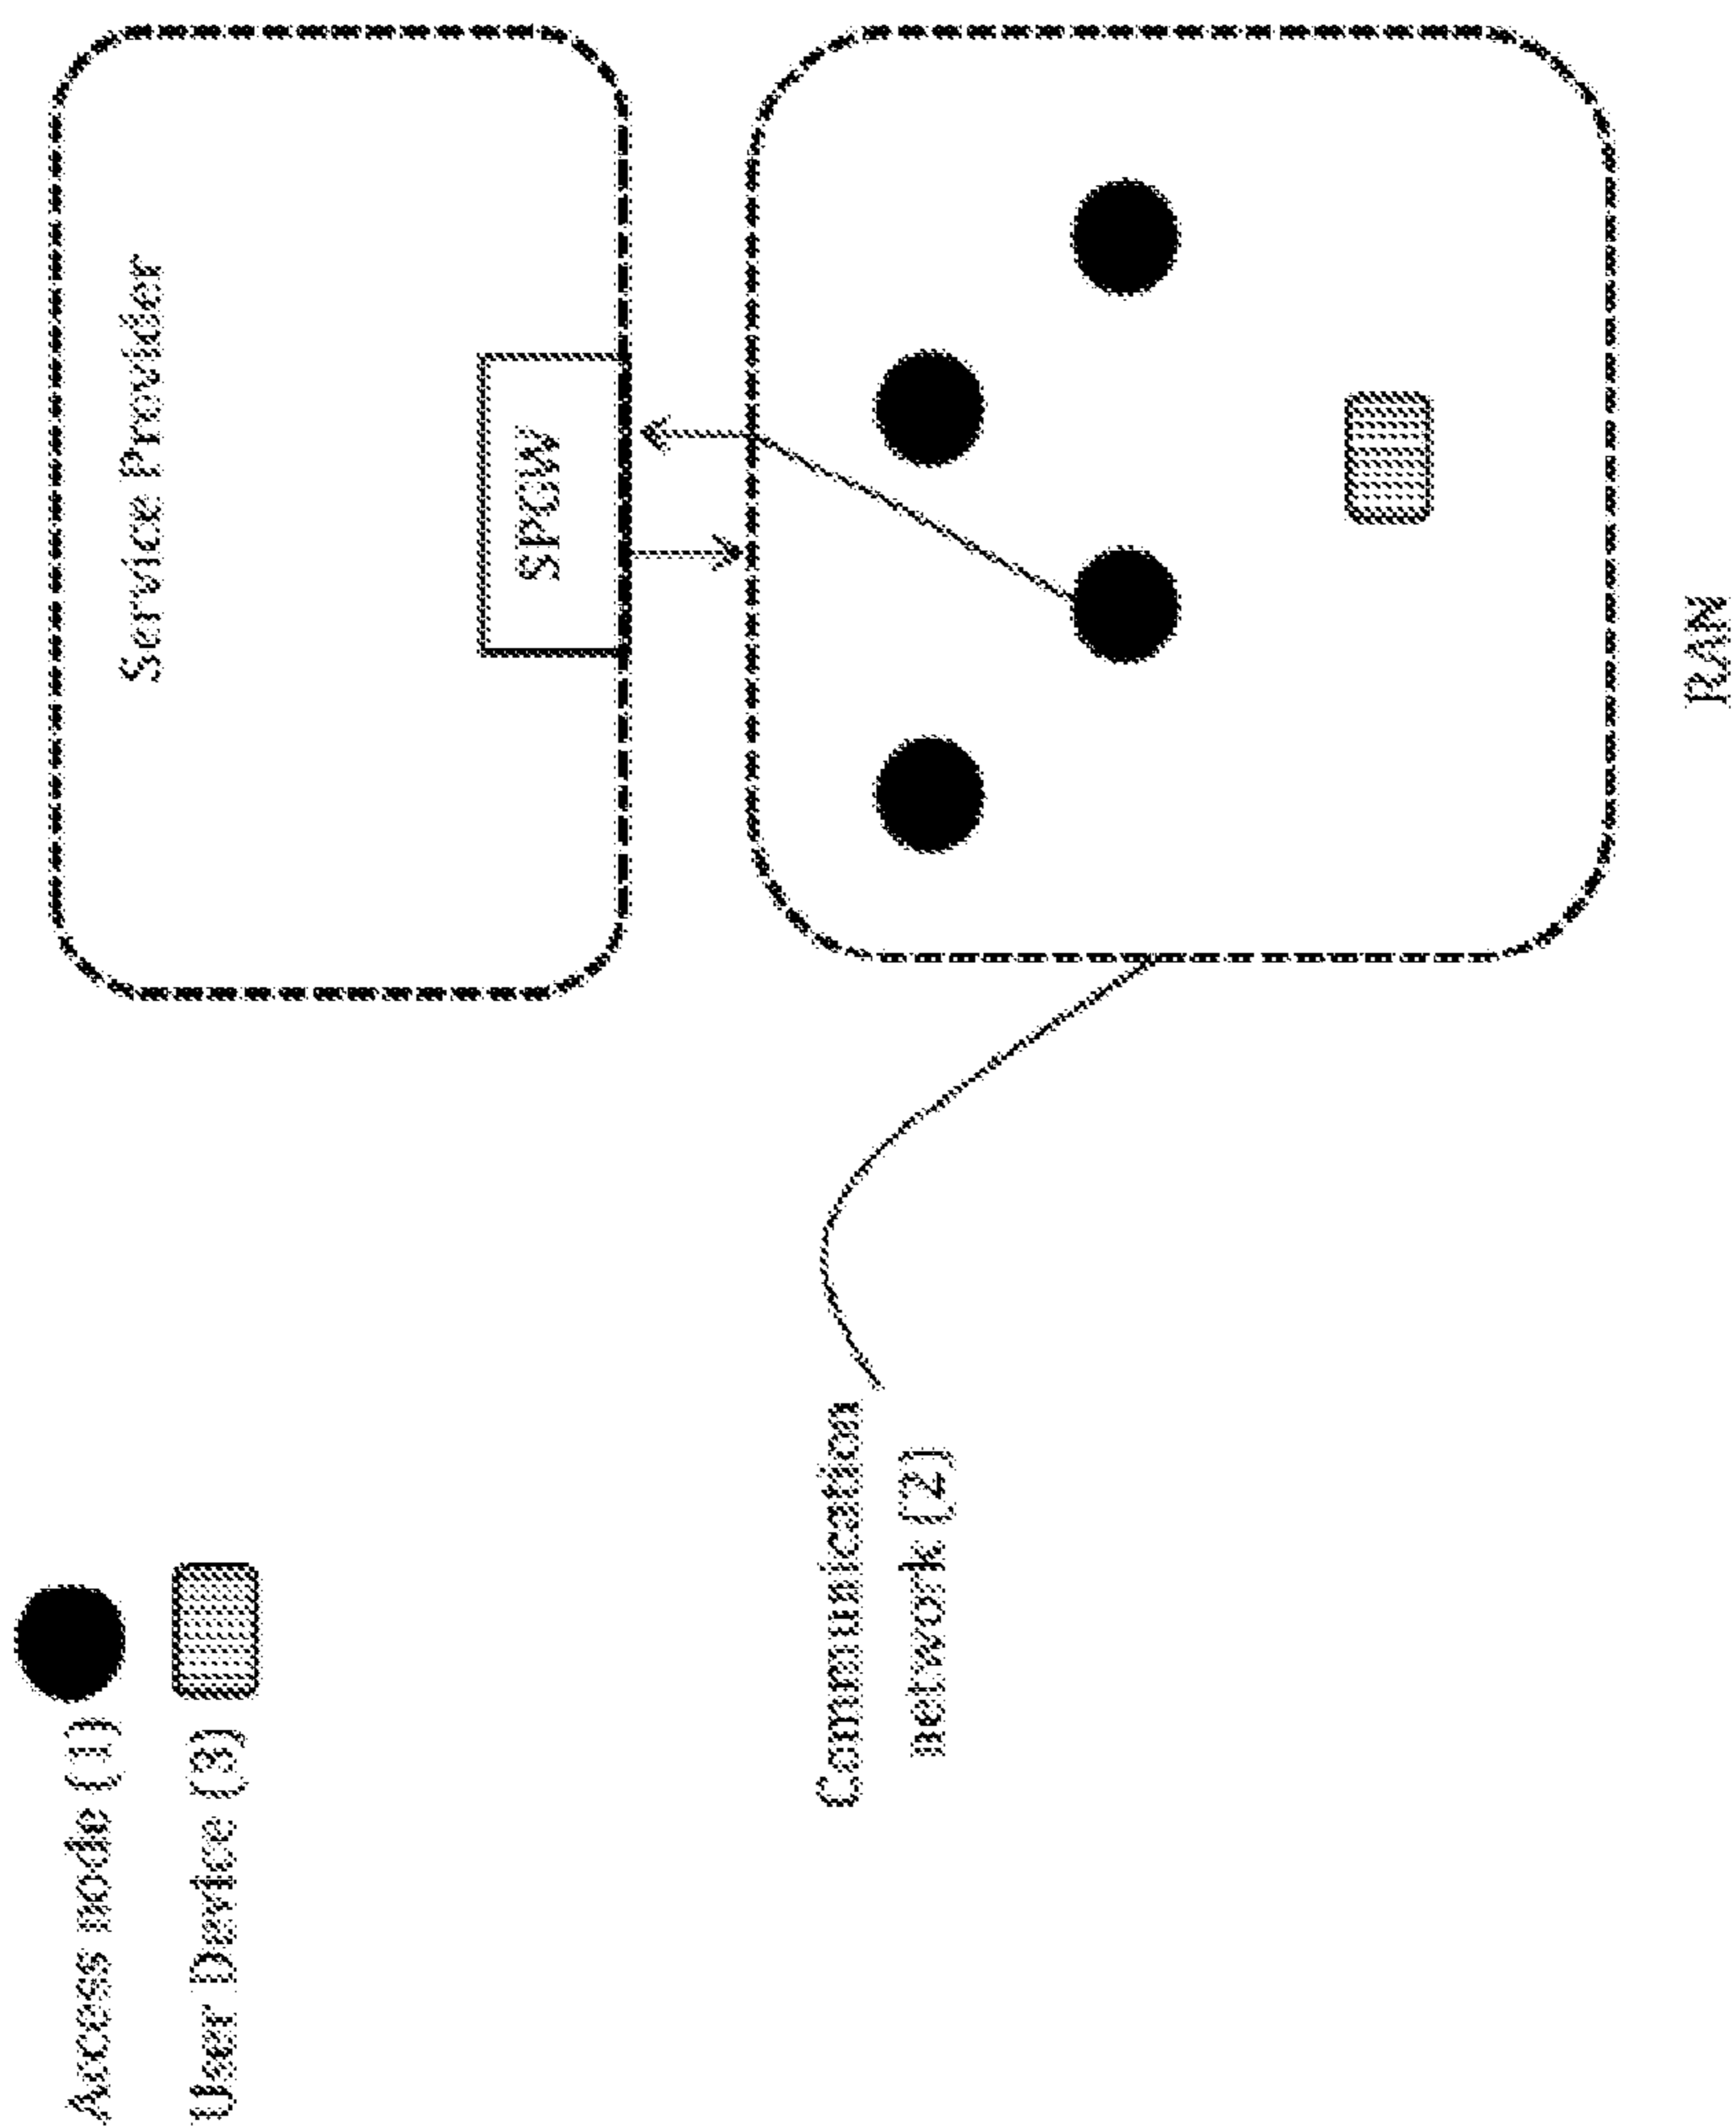 Access node (1)
User Device (3)
Service Provider
SPGW
Communication
network (2)
RAN